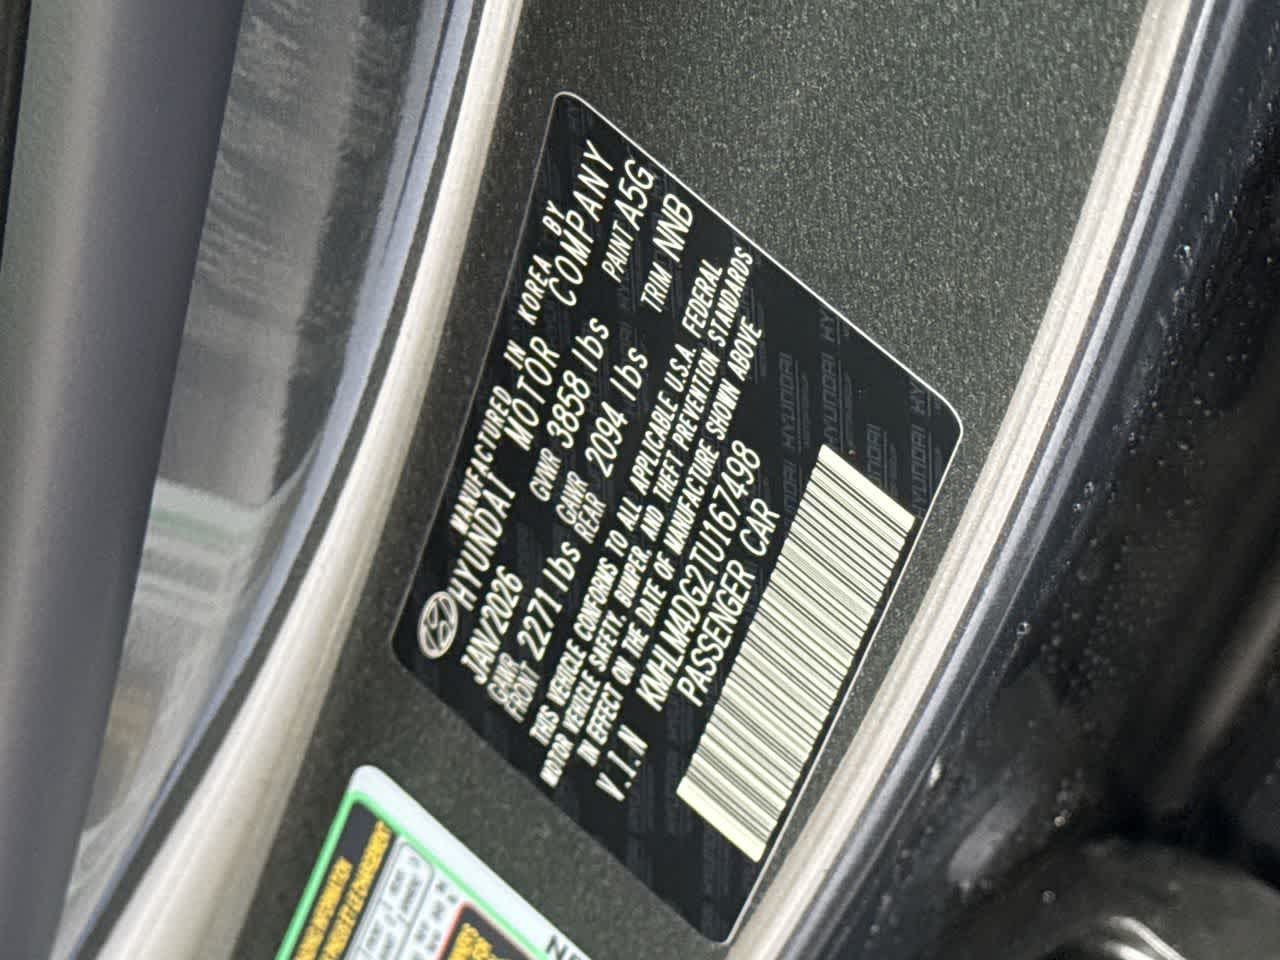 MANUFACTURED IN KOREA BY
HYUNDAI MOTOR COMPANY
JAN/2026 GVWR 3858 lbs PAINT A5G
GAWR FRONT 2271 lbs GAWR REAR 2094 lbs TRIM NNB
THIS VEHICLE CONFORMS TO ALL APPLICABLE U.S.A. FEDERAL
MOTOR VEHICLE SAFETY, BUMPER, AND THEFT PREVENTION STANDARDS
IN EFFECT ON THE DATE OF MANUFACTURE SHOWN ABOVE
V.I.N KMHLM4DG2TU167498
PASSENGER CAR
HYUNDAI
HYUNDAI